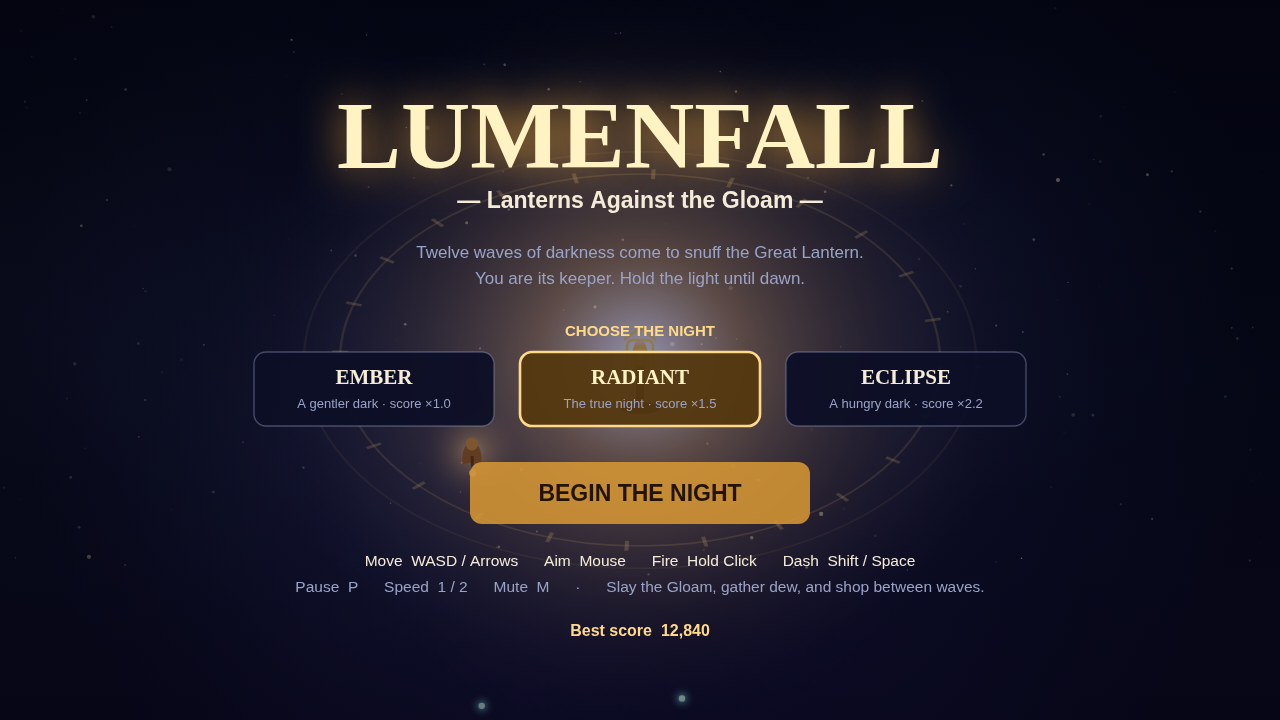 LUMENFALL
— Lanterns Against the Gloam —
Twelve waves of darkness come to snuff the Great Lantern.
You are its keeper. Hold the light until dawn.
CHOOSE THE NIGHT
EMBER
A gentler dark · score ×1.0
RADIANT
The true night · score ×1.5
ECLIPSE
A hungry dark · score ×2.2
BEGIN THE NIGHT
Move WASD / Arrows Aim Mouse Fire Hold Click Dash Shift / Space
Pause P Speed 1 / 2 Mute M · Slay the Gloam, gather dew, and shop between waves.
Best score 12,840